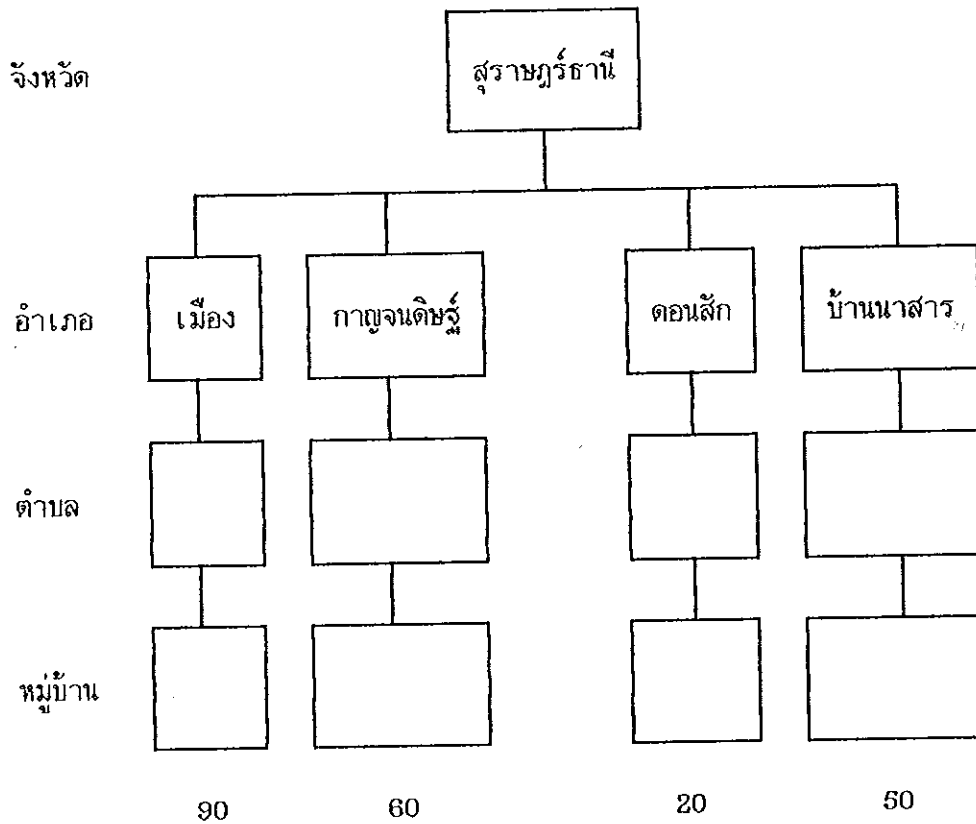 จังหวัด
สุราษฎร์ธานี
อำเภอ เมือง กาญจนดิษฐ์ ดอนสัก บ้านนาสาร
ตำบล
หมู่บ้าน
90 60 20 50